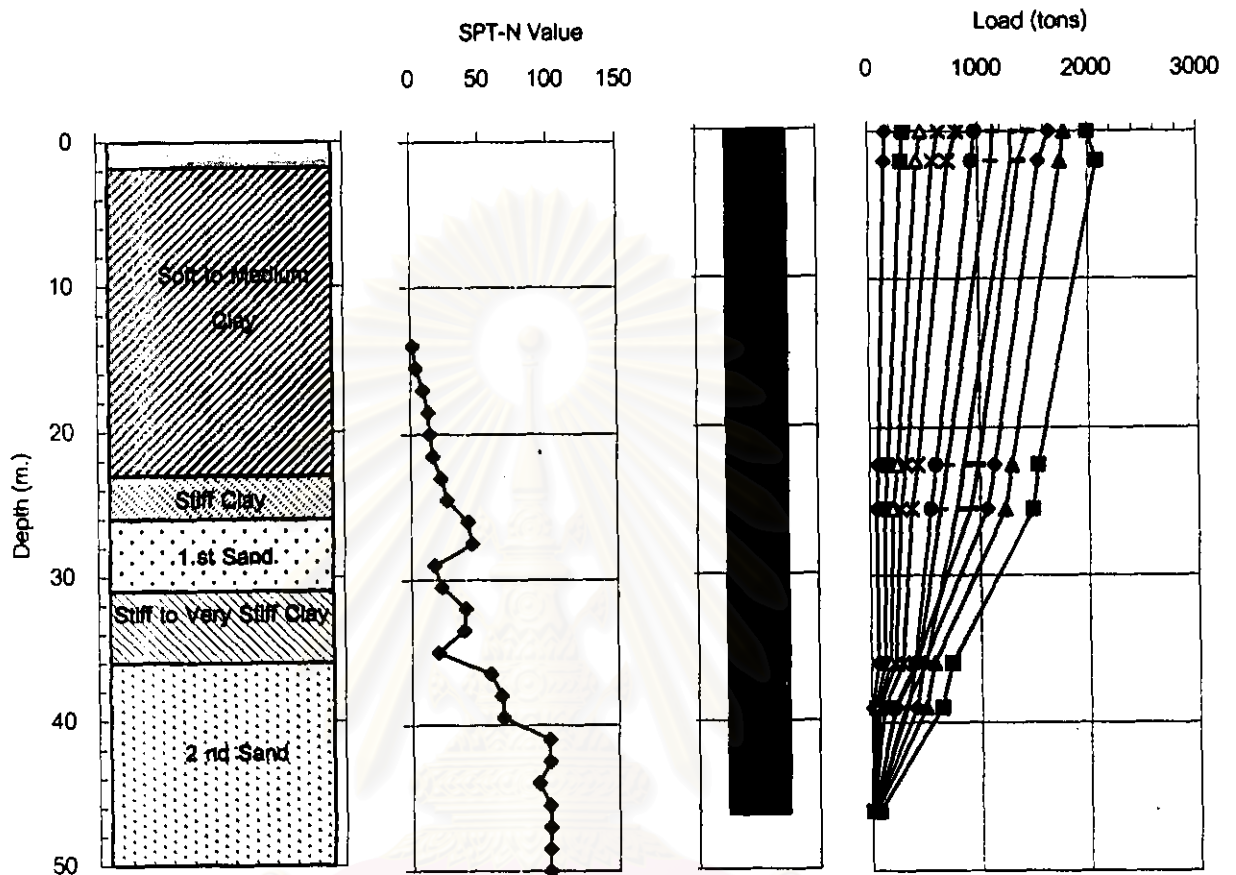 SPT-N Value
Load (tons)
0 50 100 150
0 1000 2000 3000
Depth (m.)
0
10
20
30
40
50
Soft to Medium
Clay
Stiff Clay
1.st Sand.
Stiff to Very Stiff Clay
2 nd Sand